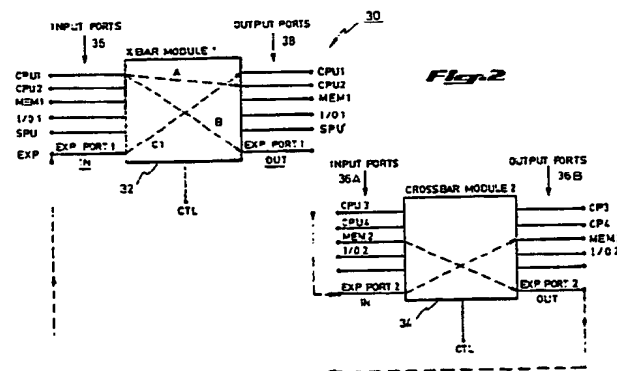 INPUT PORTS
35
OUTPUT PORTS
38
30
XBAR MODULE 1
Fig.2
CPU1
CPU2
MEM1
I/O1
SPU
EXP
EXP PORT 1
IN
A
B
C1
CPU1
CPU2
MEM1
I/O1
SPU
EXP PORT 1
OUT
32
CTL
INPUT PORTS
36A
OUTPUT PORTS
36B
CROSSBAR MODULE 2
CPU3
CPU4
MEM2
I/O2
EXP PORT 2
IN
CP3
CP4
MEM2
I/O2
EXP PORT 2
OUT
34
CTL